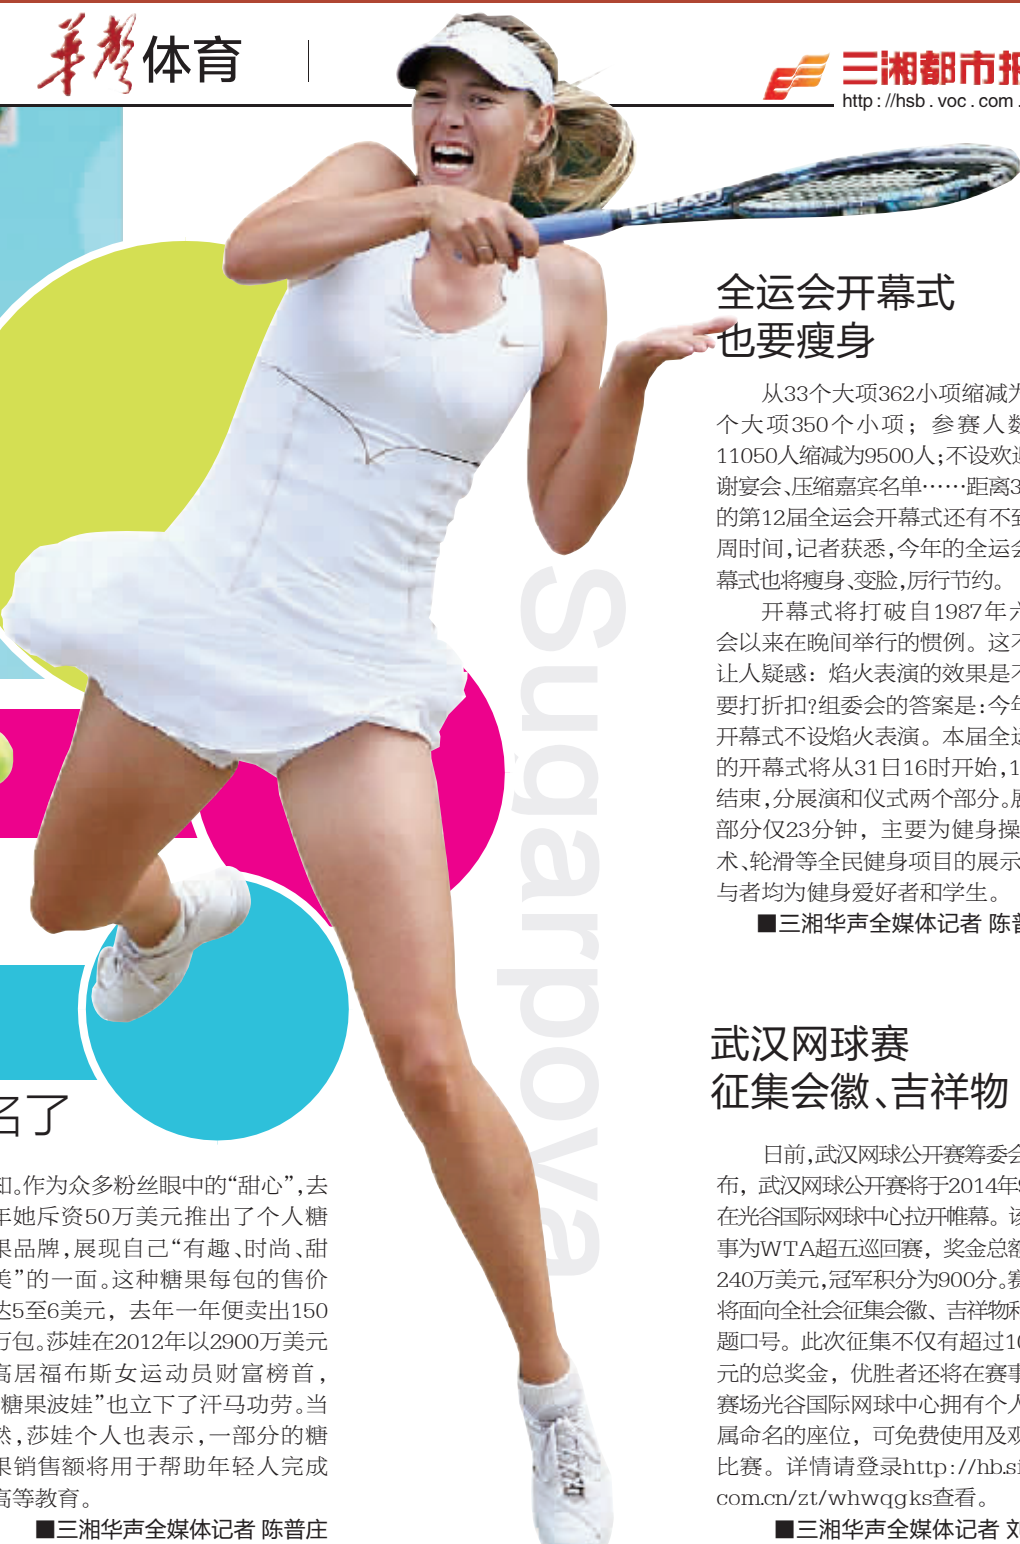 华声体育
三湘都市报
http://hsb.voc.com.
HEAD
Sugarpova
全运会开幕式
也要瘦身
从33个大项362小项缩减为
个大项350个小项；参赛人数
11050人缩减为9500人；不设欢迎
谢宴会、压缩嘉宾名单……距离3
的第12届全运会开幕式还有不到
周时间，记者获悉，今年的全运会
幕式也将瘦身、变脸，厉行节约。
开幕式将打破自1987年六
会以来在晚间举行的惯例。这不
让人疑惑：焰火表演的效果是不
要打折扣?组委会的答案是：今年
开幕式不设焰火表演。本届全运
的开幕式将从31日16时开始，1
结束，分展演和仪式两个部分。展
部分仅23分钟，主要为健身操
术、轮滑等全民健身项目的展示
与者均为健身爱好者和学生。
■三湘华声全媒体记者 陈普
武汉网球赛
征集会徽、吉祥物
日前，武汉网球公开赛筹委会
布，武汉网球公开赛将于2014年9
在光谷国际网球中心拉开帷幕。该
事为WTA超五巡回赛，奖金总额
240万美元，冠军积分为900分。赛
将面向全社会征集会徽、吉祥物和
题口号。此次征集不仅有超过10
元的总奖金，优胜者还将在赛事
赛场光谷国际网球中心拥有个人
属命名的座位，可免费使用及观
比赛。详情请登录http://hb.si
com.cn/zt/whwqgks查看。
■三湘华声全媒体记者 刘
名了
知。作为众多粉丝眼中的“甜心”，去
年她斥资50万美元推出了个人糖
果品牌，展现自己“有趣、时尚、甜
美”的一面。这种糖果每包的售价
达5至6美元，去年一年便卖出150
万包。莎娃在2012年以2900万美元
高居福布斯女运动员财富榜首，
糖果波娃”也立下了汗马功劳。当
然，莎娃个人也表示，一部分的糖
果销售额将用于帮助年轻人完成
高等教育。
■三湘华声全媒体记者 陈普庄